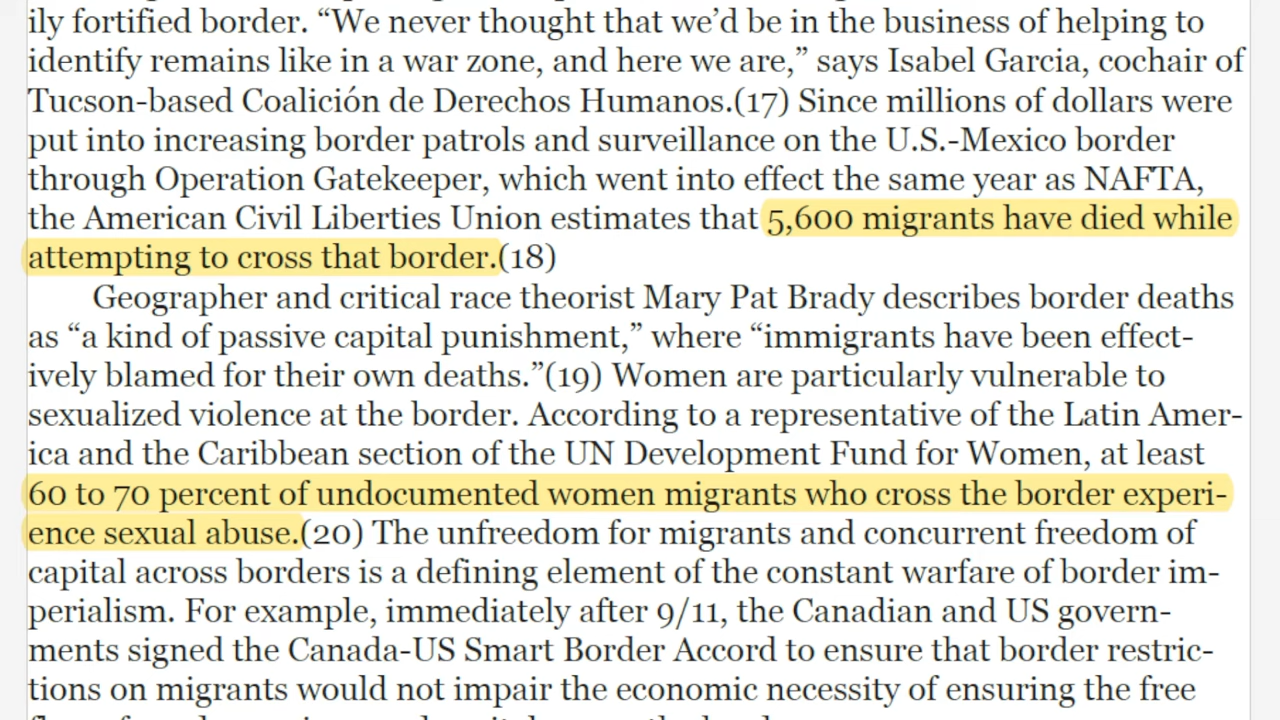 ily fortified border. “We never thought that we’d be in the business of helping to
identify remains like in a war zone, and here we are,” says Isabel Garcia, cochair of
Tucson-based Coalición de Derechos Humanos.(17) Since millions of dollars were
put into increasing border patrols and surveillance on the U.S.-Mexico border
through Operation Gatekeeper, which went into effect the same year as NAFTA,
the American Civil Liberties Union estimates that 5,600 migrants have died while
attempting to cross that border.(18)
Geographer and critical race theorist Mary Pat Brady describes border deaths
as “a kind of passive capital punishment,” where “immigrants have been effect-
ively blamed for their own deaths.”(19) Women are particularly vulnerable to
sexualized violence at the border. According to a representative of the Latin Amer-
ica and the Caribbean section of the UN Development Fund for Women, at least
60 to 70 percent of undocumented women migrants who cross the border experi-
ence sexual abuse.(20) The unfreedom for migrants and concurrent freedom of
capital across borders is a defining element of the constant warfare of border im-
perialism. For example, immediately after 9/11, the Canadian and US govern-
ments signed the Canada-US Smart Border Accord to ensure that border restric-
tions on migrants would not impair the economic necessity of ensuring the free